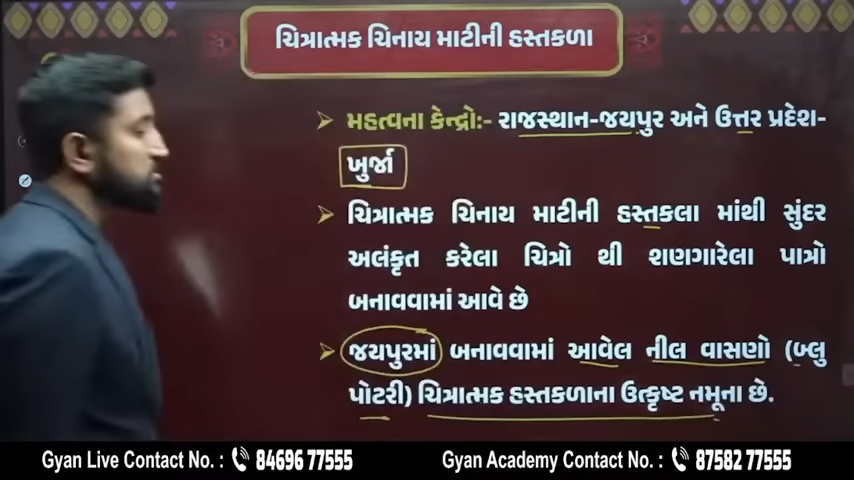 ચિત્રાત્મક ચિનાય માટીની હસ્તકળા
➢ મહત્વના કેન્દ્રો:- રાજસ્થાન-જયપુર અને ઉત્તર પ્રદેશ-
ખુર્જા
➢ ચિત્રાત્મક ચિનાય માટીની હસ્તકલા માંથી સુંદર
અલંકૃત કરેલા ચિત્રો થી શણગારેલા પાત્રો
બનાવવામાં આવે છે
➢ જયપુરમાં બનાવવામાં આવેલ નીલ વાસણો (બ્લુ
પોટરી) ચિત્રાત્મક હસ્તકળાના ઉત્કૃષ્ટ નમૂના છે.
Gyan Live Contact No. : 84696 77555
Gyan Academy Contact No. : 87582 77555